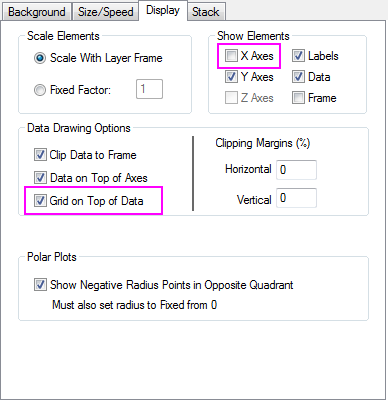 Background Size/Speed Display Stack
Scale Elements
Scale With Layer Frame
Fixed Factor: 1
Show Elements
X Axes Labels
Y Axes Data
Z Axes Frame
Data Drawing Options
Clip Data to Frame
Data on Top of Axes
Grid on Top of Data
Clipping Margins (%)
Horizontal 0
Vertical 0
Polar Plots
Show Negative Radius Points in Opposite Quadrant
Must also set radius to Fixed from 0